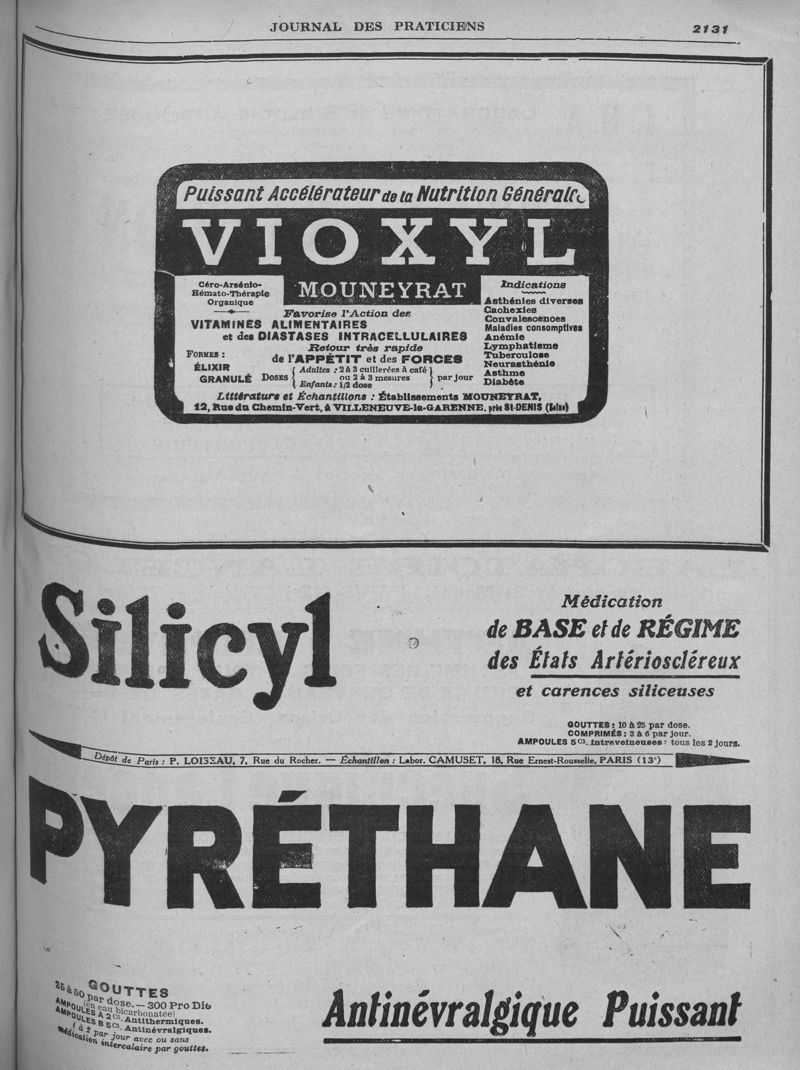 JOURNAL DES PRATICIENS
2131
Puissant Accélérateur de la Nutrition Générale
VIOXYL
MOUNEYRAT
Céro-Arsénio-
Hémato-Thérapie
Organique
Favorise l'Action des
VITAMINES ALIMENTAIRES
et des DIASTASES INTRACELLULAIRES
Retour très rapide
de l'APPÉTIT et des FORCES
FORMES :
ÉLIXIR
GRANULÉ
DOSES
Adultes : 2 à 3 cuillerées à café
ou 2 à 3 mesures
Enfants : 1/2 dose
par jour
Indications
Asthénies diverses
Cachexies
Convalescences
Maladies consomptives
Anémie
Lymphatisme
Tuberculose
Neurasthénie
Asthme
Diabète
Littérature et Échantillons : Établissements MOUNEYRAT,
12, Rue du Chemin-Vert, à VILLENEUVE-la-GARENNE, près St-DENIS (Seine)
Silicyl
Médication
de BASE et de RÉGIME
des États Artérioscléreux
et carences siliceuses
GOUTTES : 10 à 25 par dose.
COMPRIMÉS : 3 à 6 par jour.
AMPOULES 5 cs. intraveineuses : tous les 2 jours.
Dépôt de Paris : P. LOISEAU, 7, Rue du Rocher. — Échantillon : Labor. CAMUSET, 18, Rue Ernest-Rousselle, PARIS (13e)
PYRÉTHANE
GOUTTES
25 à 50 par dose. — 300 Pro Die
(en eau bicarbonatée)
AMPOULES A 2 cs. Antithermiques.
AMPOULES B 5 cs. Antinévralgiques.
1 à 2 par jour avec ou sans
médication intercalaire par gouttes.
Antinévralgique Puissant